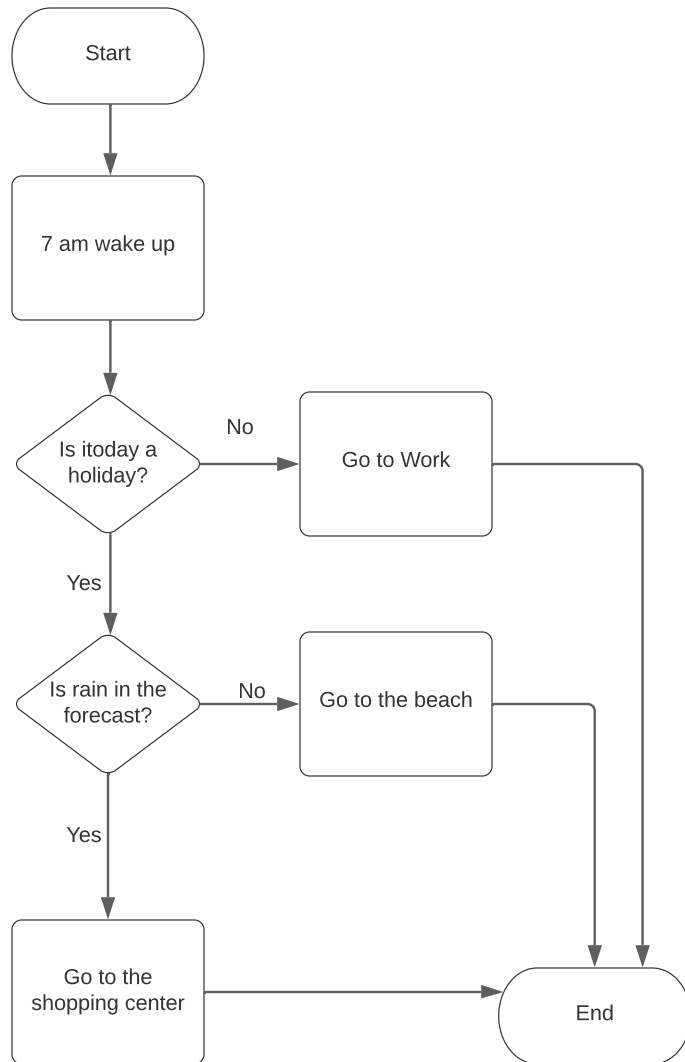 Start
7 am wake up
Is itoday a
holiday?
No
Go to Work
Yes
Is rain in the
forecast?
No
Go to the beach
Yes
Go to the
shopping center
End